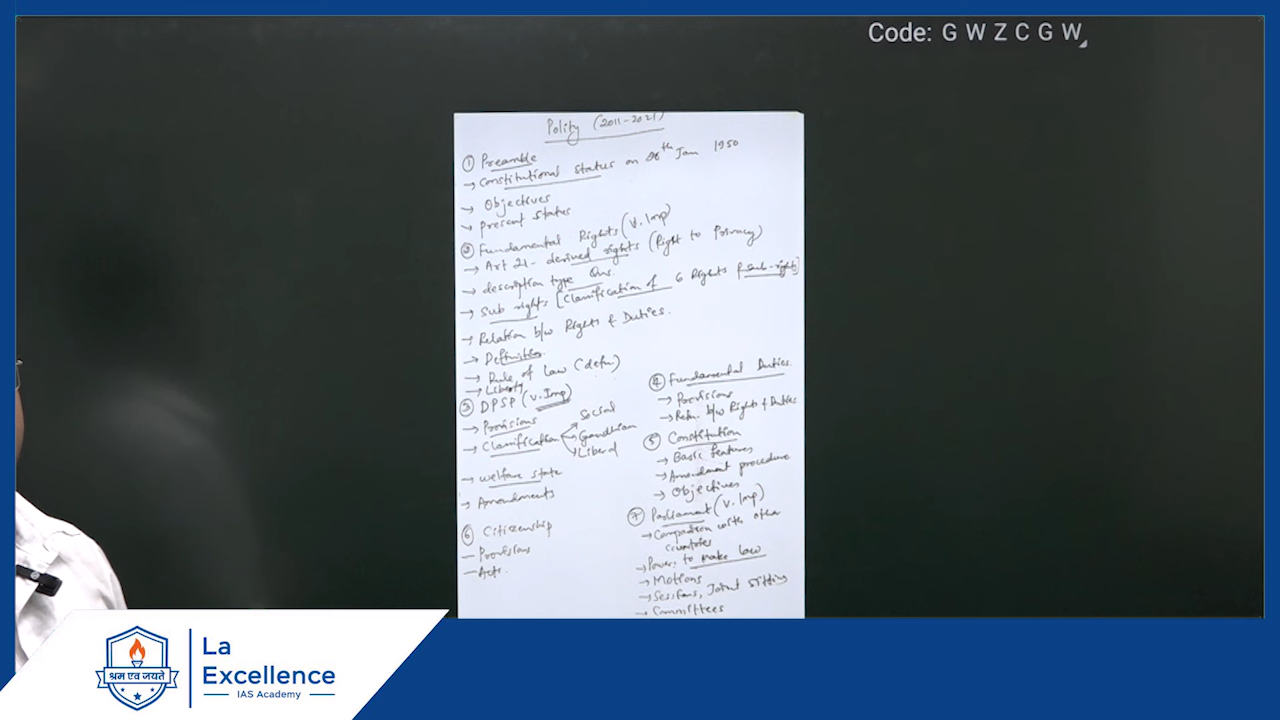 Code: G W Z C G W
Polity (2011-2021)
① Preamble
→ Constitutional status on 26th Jan 1950
→ Objectives
→ present status
② Fundamental Rights (V. Imp)
→ Art 21- derived rights (Right to Privacy)
→ description type Qns.
→ Sub rights [Classification of 6 Rights & sub-rights]
→ Relation b/w Rights & Duties.
→ Definition
→ Rule of Law (defn.)
→ Liberty
③ DPSP (V. Imp)
→ Provisions
→ Classification
Social
Gandhian
Liberal
→ welfare state
→ Amendments
⑥ Citizenship
— Provisions
— Acts.
④ Fundamental Duties.
→ Provisions
→ Retn. b/w Rights & Duties
⑤ Constitution
→ Basic features
→ Amendment procedure
→ Objectives
⑦ Parliament (V. Imp)
→ Comparison with other
countries
→ Power, to make law
→ Motions
→ Sessions, Joint sitting
→ Committees
श्रम एव जयते
La
Excellence
IAS Academy